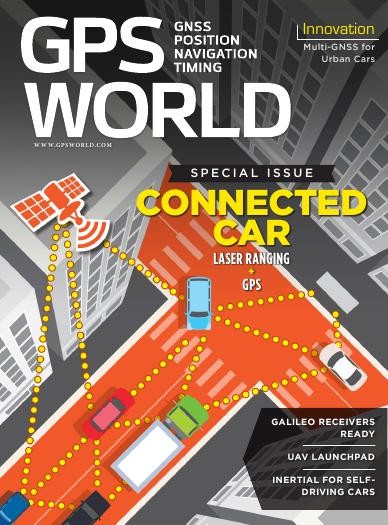 GPS
WORLD
GNSS
POSITION
NAVIGATION
TIMING
WWW.GPSWORLD.COM
Innovation
Multi-GNSS for
Urban Cars
SPECIAL ISSUE
CONNECTED
CAR
LASER RANGING
+
GPS
GALILEO RECEIVERS
READY
UAV LAUNCHPAD
INERTIAL FOR SELF-
DRIVING CARS